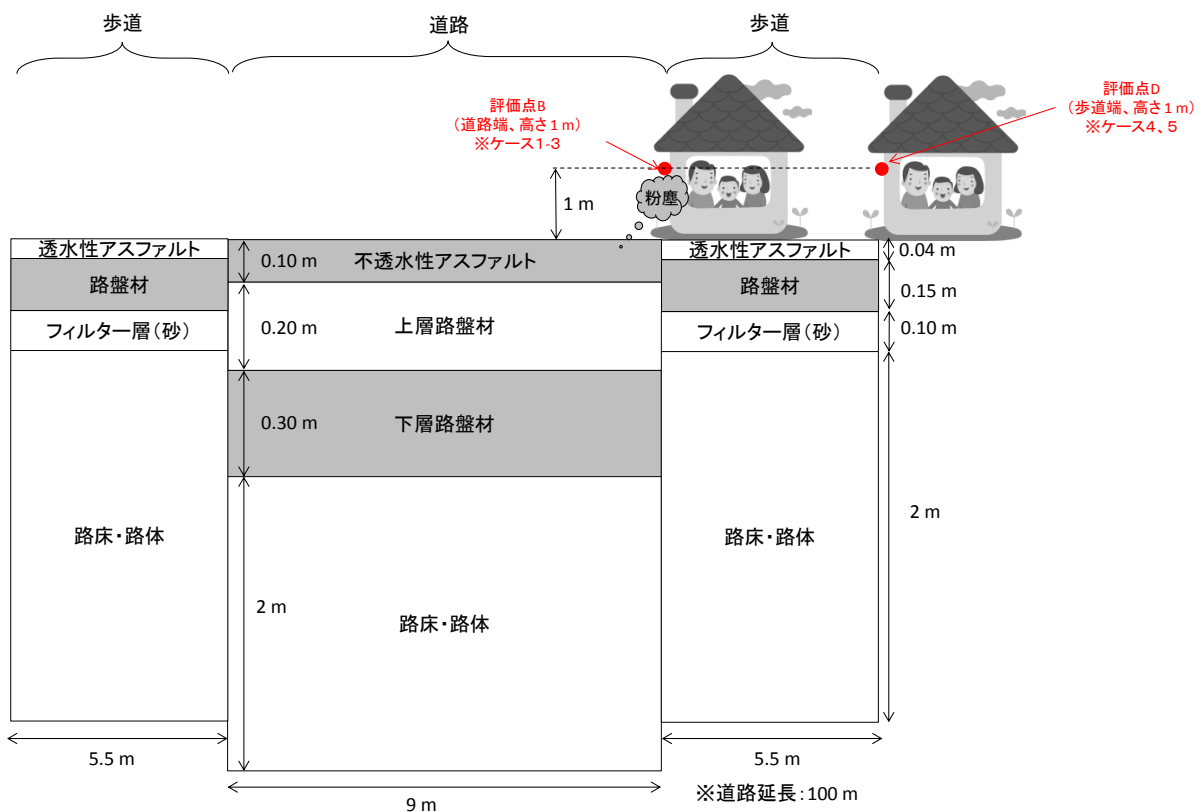 歩道
道路
歩道
評価点B
(道路端、高さ1 m)
※ケース1-3
評価点D
(歩道端、高さ1 m)
※ケース4、5
1 m
粉塵
透水性アスファルト
0.10 m
不透水性アスファルト
透水性アスファルト
0.04 m
路盤材
路盤材
0.15 m
0.20 m
上層路盤材
フィルター層(砂)
フィルター層(砂)
0.10 m
0.30 m
下層路盤材
路床・路体
路床・路体
2 m
2 m
路床・路体
5.5 m
5.5 m
9 m
※道路延長:100 m